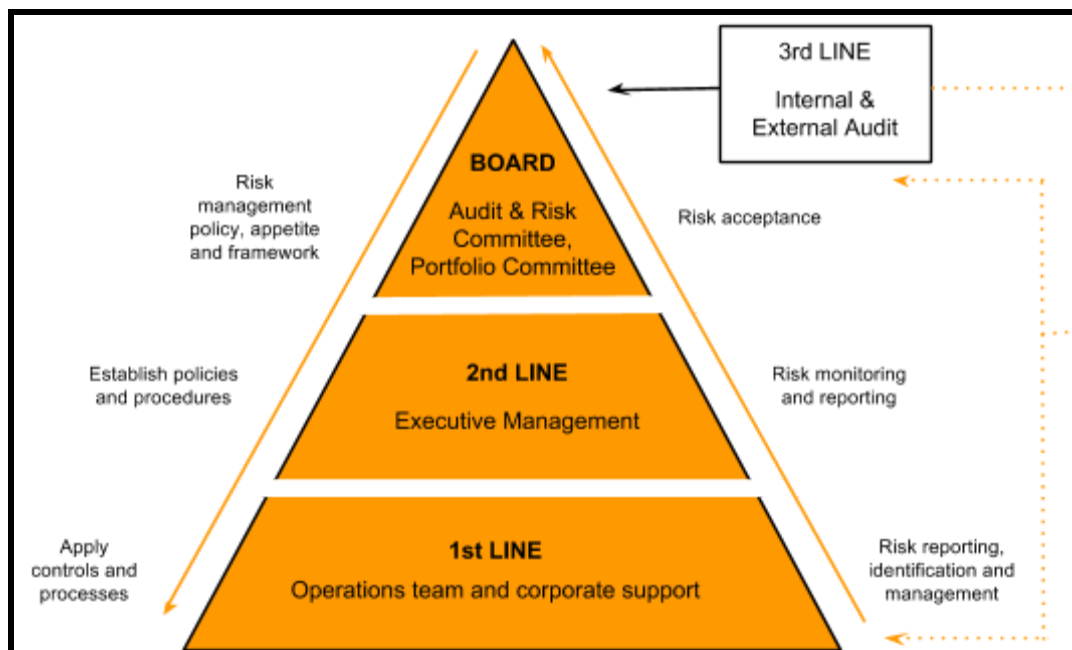 3rd LINE
Internal &
External Audit
BOARD
Audit & Risk
Committee,
Portfolio Committee
Risk
management
policy, appetite
and framework
Risk acceptance
2nd LINE
Executive Management
Establish policies
and procedures
Risk monitoring
and reporting
1st LINE
Operations team and corporate support
Apply
controls and
processes
Risk reporting,
identification and
management